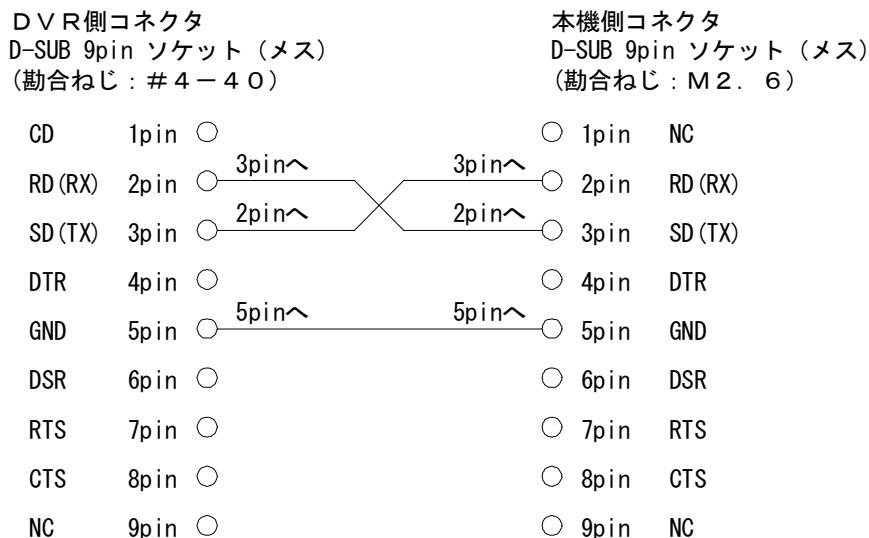 DVR側コネクタ 本機側コネクタ
D-SUB 9pin ソケット(メス) D-SUB 9pin ソケット(メス)
(勘合ねじ:#4-40) (勘合ねじ:M2.6)
CD 1pin 1pin NC
3pinへ 3pinへ
RD(RX) 2pin 2pin RD(RX)
2pinへ 2pinへ
SD(TX) 3pin 3pin SD(TX)
DTR 4pin 4pin DTR
5pinへ 5pinへ
GND 5pin 5pin GND
DSR 6pin 6pin DSR
RTS 7pin 7pin RTS
CTS 8pin 8pin CTS
NC 9pin 9pin NC